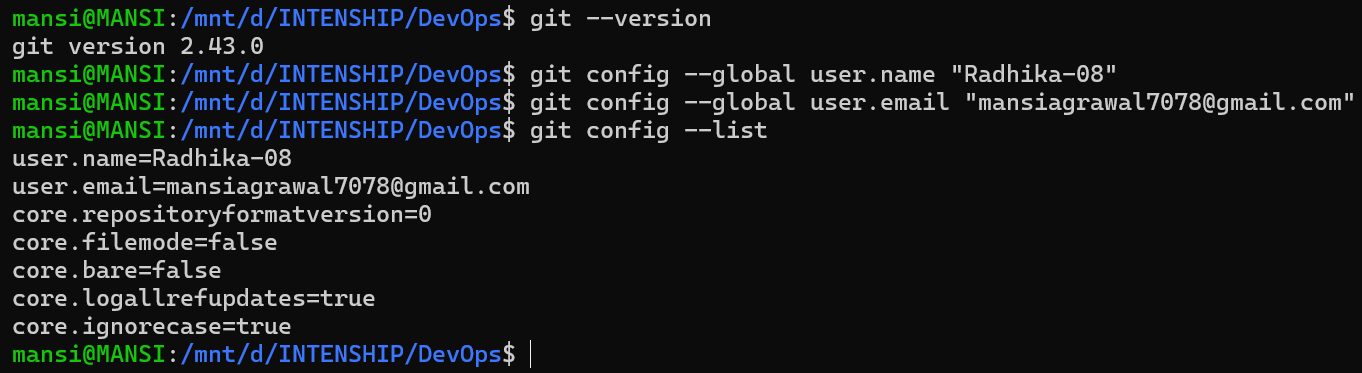 mansi@MANSI:/mnt/d/INTENSHIP/DevOps$ git --version
git version 2.43.0
mansi@MANSI:/mnt/d/INTENSHIP/DevOps$ git config --global user.name "Radhika-08"
mansi@MANSI:/mnt/d/INTENSHIP/DevOps$ git config --global user.email "mansiagrawal7078@gmail.com"
mansi@MANSI:/mnt/d/INTENSHIP/DevOps$ git config --list
user.name=Radhika-08
user.email=mansiagrawal7078@gmail.com
core.repositoryformatversion=0
core.filemode=false
core.bare=false
core.logallrefupdates=true
core.ignorecase=true
mansi@MANSI:/mnt/d/INTENSHIP/DevOps$